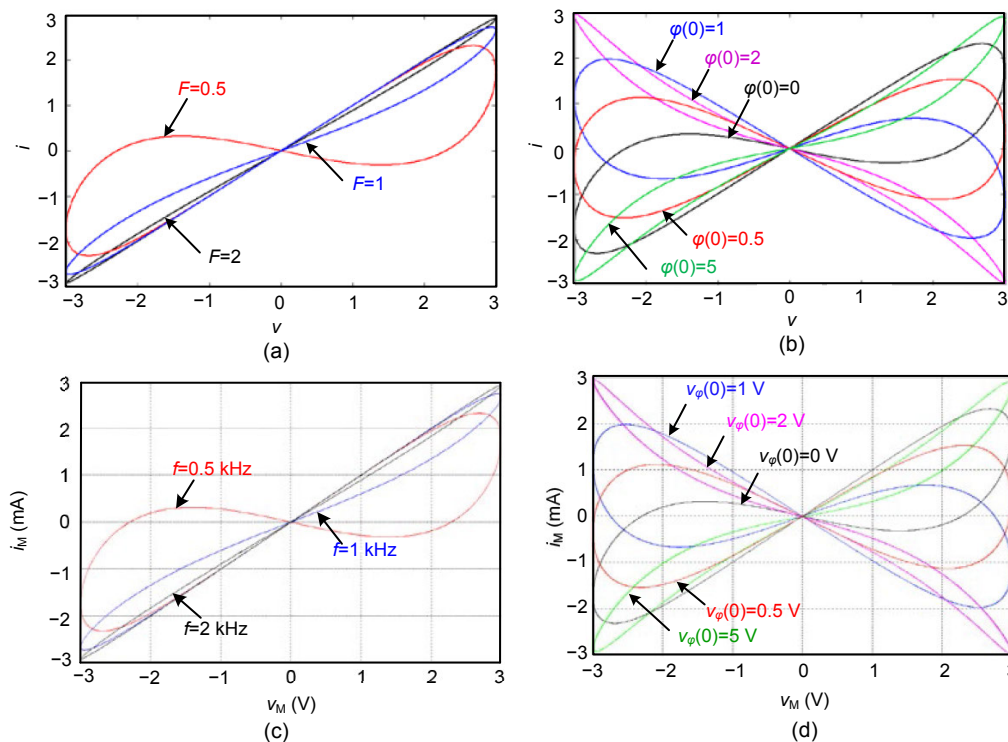 3
2
F=0.5
1
i
0
F=1
−1
−2
F=2
−3
−3 −2 −1 0 1 2 3
v
(a)
3
φ(0)=1
2
φ(0)=2
φ(0)=0
1
i
0
−1
−2
φ(0)=0.5
φ(0)=5
−3
−3 −2 −1 0 1 2 3
v
(b)
3
2
f=0.5 kHz
1
iM (mA)
0
f=1 kHz
−1
−2
f=2 kHz
−3
−3 −2 −1 0 1 2 3
vM (V)
(c)
3
vφ(0)=1 V
2
vφ(0)=2 V
vφ(0)=0 V
1
iM (mA)
0
−1
−2
vφ(0)=0.5 V
vφ(0)=5 V
−3
−3 −2 −1 0 1 2 3
vM (V)
(d)